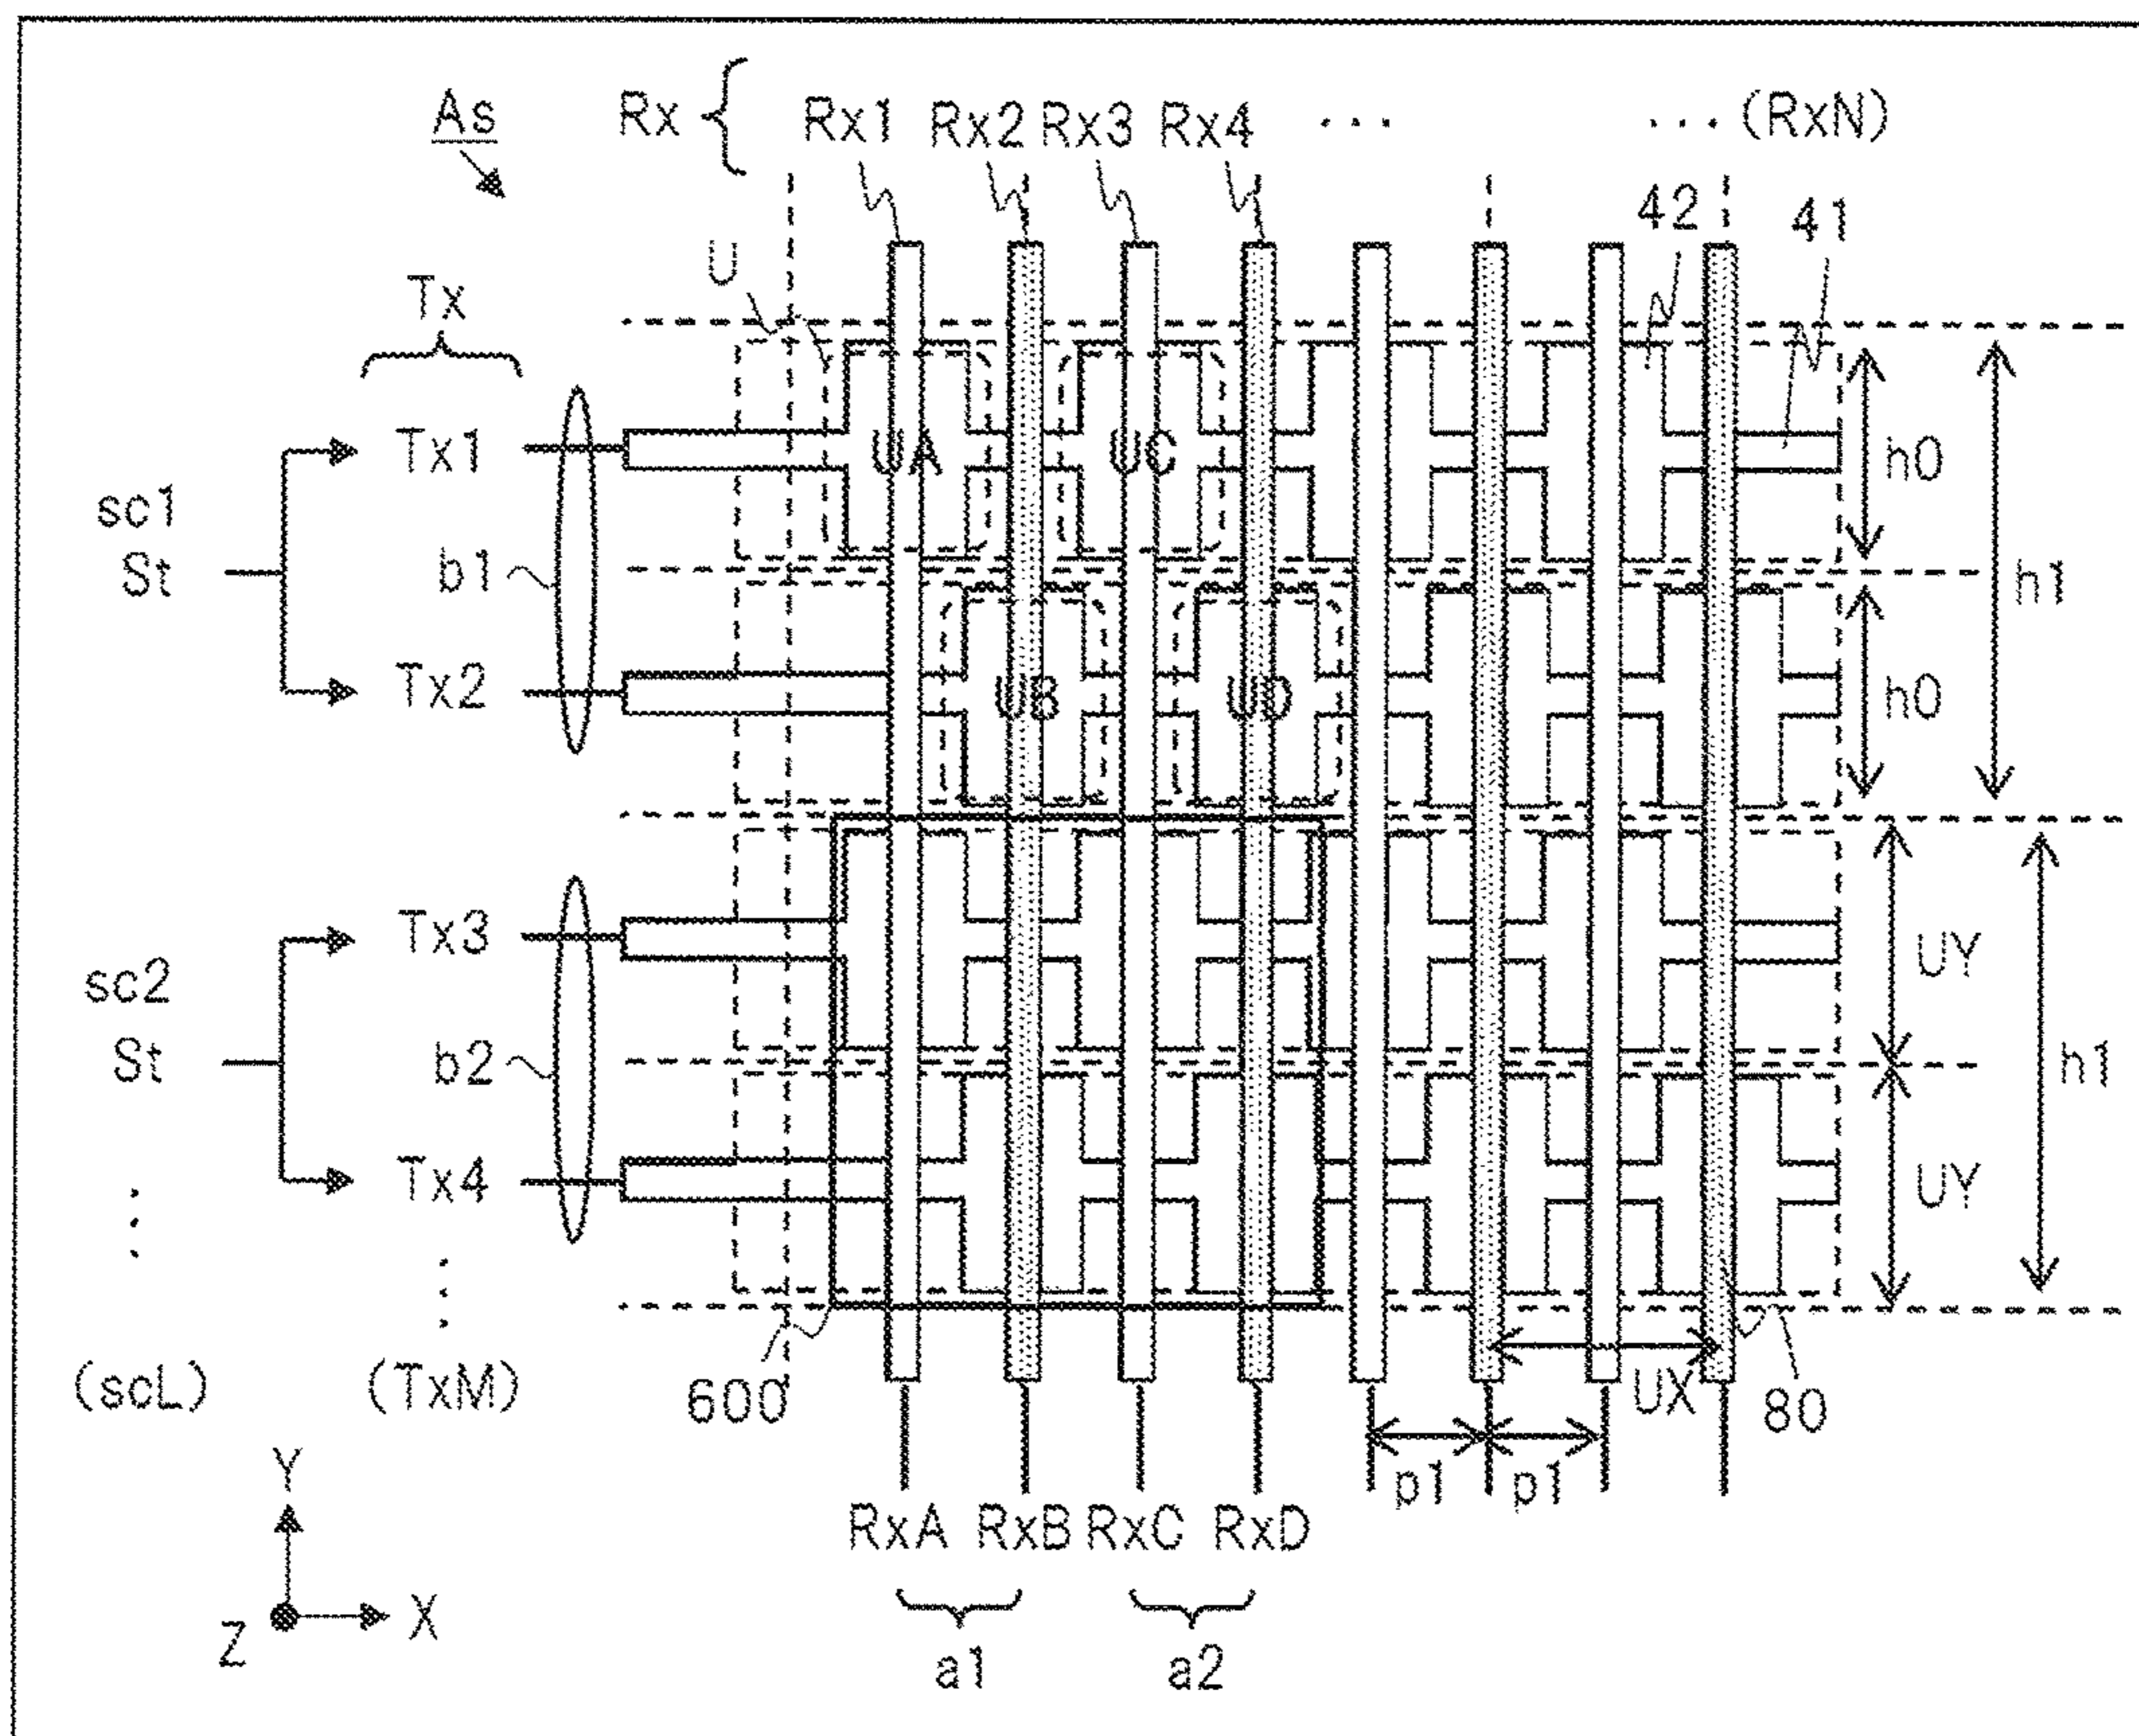 As Rx { Rx1 Rx2 Rx3 Rx4 ... ... (RxN)
42 41
U
Tx
Tx1 UA UC h0
sc1
St b1 h1
Tx2 UB UD h0
Tx3 UY
sc2
St b2 h1
Tx4 UY
(scL) (TxM) 600 UX 80
p1 p1
Y
RxA RxB RxC RxD
Z X
a1 a2